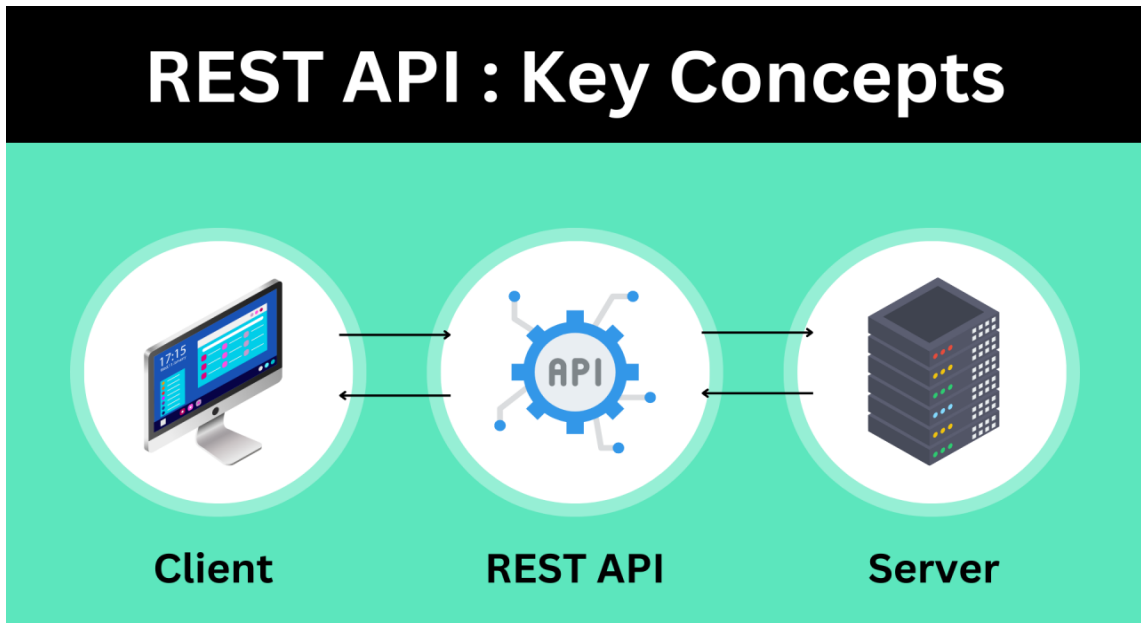 REST API : Key Concepts
17:15
API
Client
REST API
Server